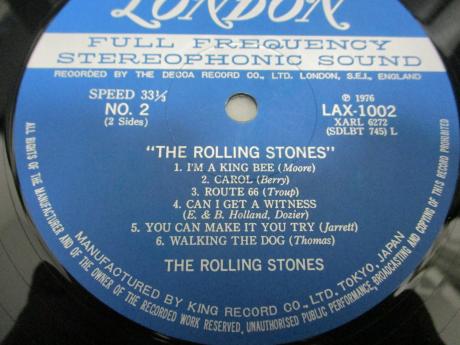 LONDON
FULL FREQUENCY
STEREOPHONIC SOUND
RECORDED BY THE DECCA RECORD CO., LTD. LONDON, S.E.I., ENGLAND
SPEED 33⅓
NO. 2
(2 Sides)
Ⓟ 1976
LAX-1002
XARL 6272
(SDLBT 745) L
"THE ROLLING STONES"
1. I'M A KING BEE (Moore)
2. CAROL (Berry)
3. ROUTE 66 (Troup)
4. CAN I GET A WITNESS
(E. & B. Holland, Dozier)
5. YOU CAN MAKE IT YOU TRY (Jarrett)
6. WALKING THE DOG (Thomas)
THE ROLLING STONES
MANUFACTURED BY KING RECORD CO., LTD. TOKYO, JAPAN
ALL RIGHTS OF THE MANUFACTURER AND OF THE OWNER OF THE RECORDED WORK RESERVED, UNAUTHORISED PUBLIC PERFORMANCE, BROADCASTING AND COPYING OF THIS RECORD PROHIBITED